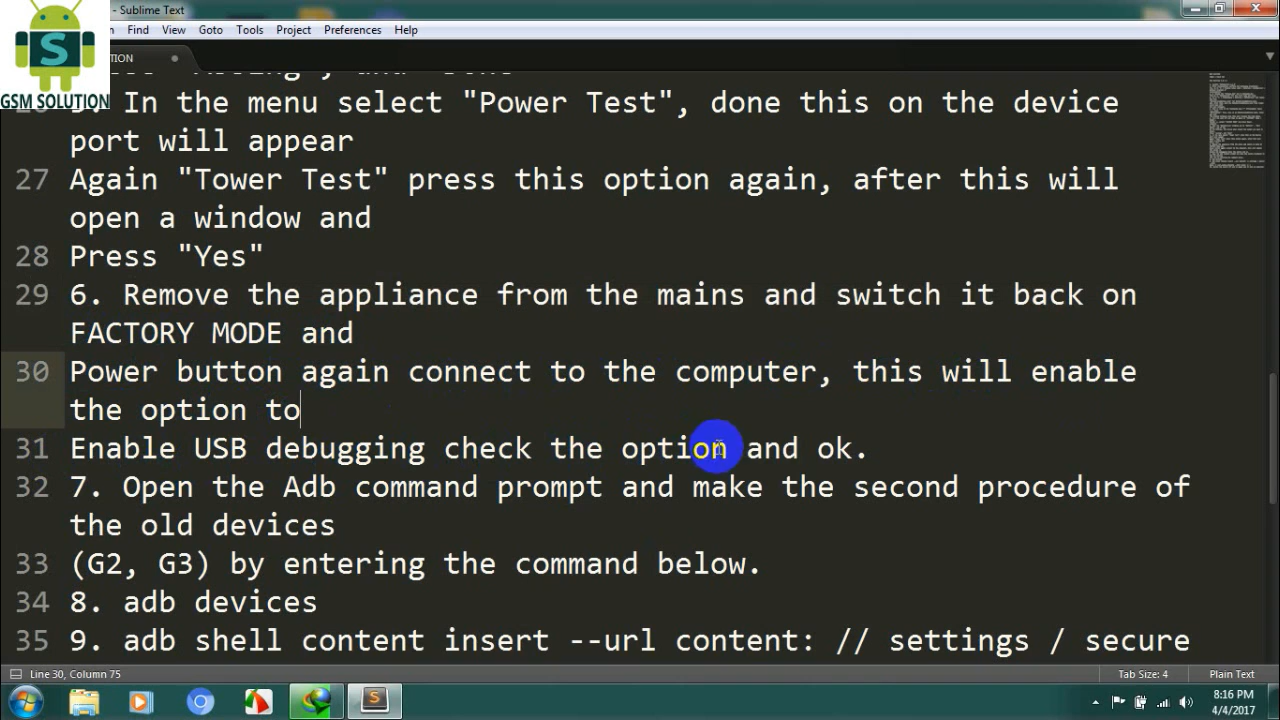 - Sublime Text
Find View Goto Tools Project Preferences Help
S
GSM SOLUTION
In the menu select "Power Test", done this on the device
port will appear
27 Again "Tower Test" press this option again, after this will
open a window and
28 Press "Yes"
29 6. Remove the appliance from the mains and switch it back on
FACTORY MODE and
30 Power button again connect to the computer, this will enable
the option to
31 Enable USB debugging check the option and ok.
32 7. Open the Adb command prompt and make the second procedure of
the old devices
33 (G2, G3) by entering the command below.
34 8. adb devices
35 9. adb shell content insert --url content: // settings / secure
Line 30, Column 75 Tab Size: 4 Plain Text
S
8:16 PM
4/4/2017